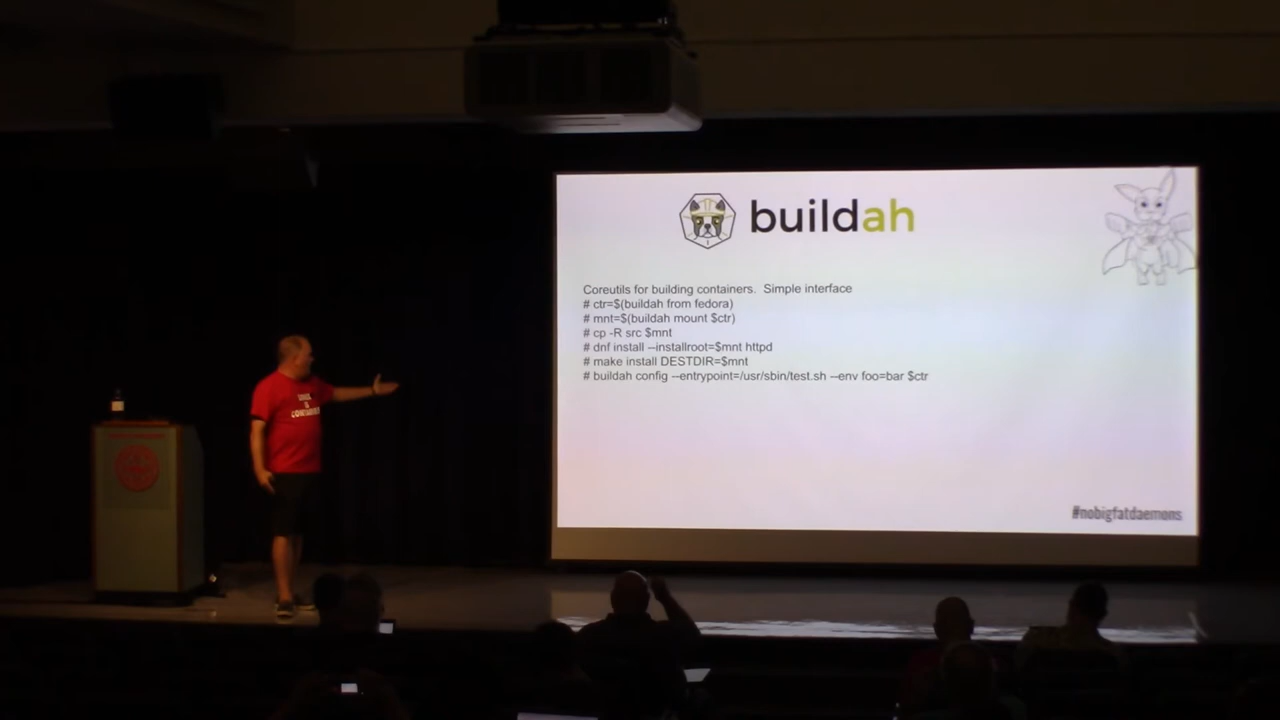 buildah
Coreutils for building containers.  Simple interface
# ctr=$(buildah from fedora)
# mnt=$(buildah mount $ctr)
# cp -R src $mnt
# dnf install --installroot=$mnt httpd
# make install DESTDIR=$mnt
# buildah config --entrypoint=/usr/sbin/test.sh --env foo=bar $ctr
#nobigfatdaemons